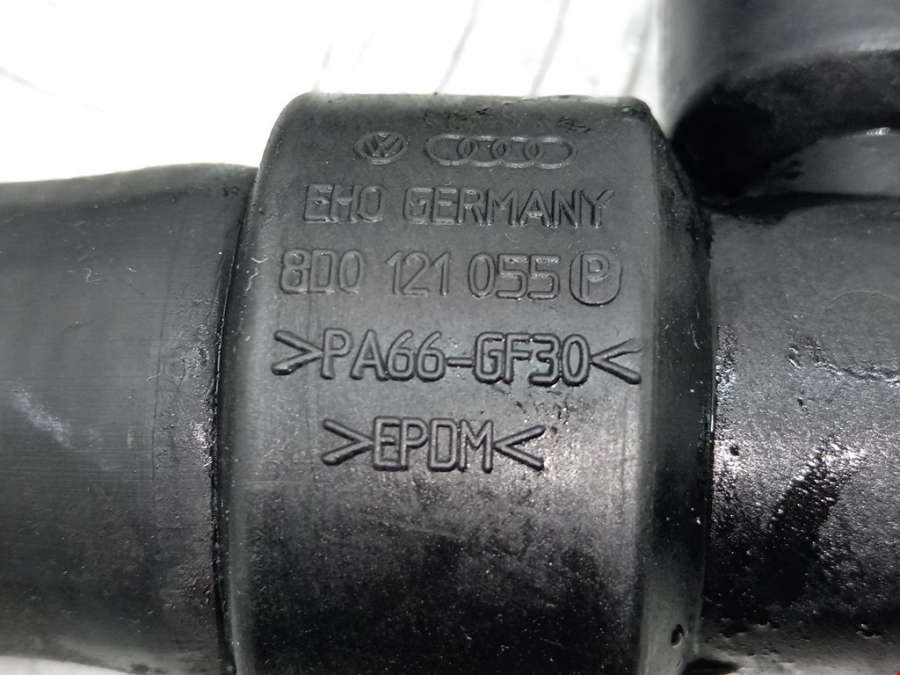 EHO GERMANY
8D0 121 055 P
>PA66-GF30<
>EPDM<